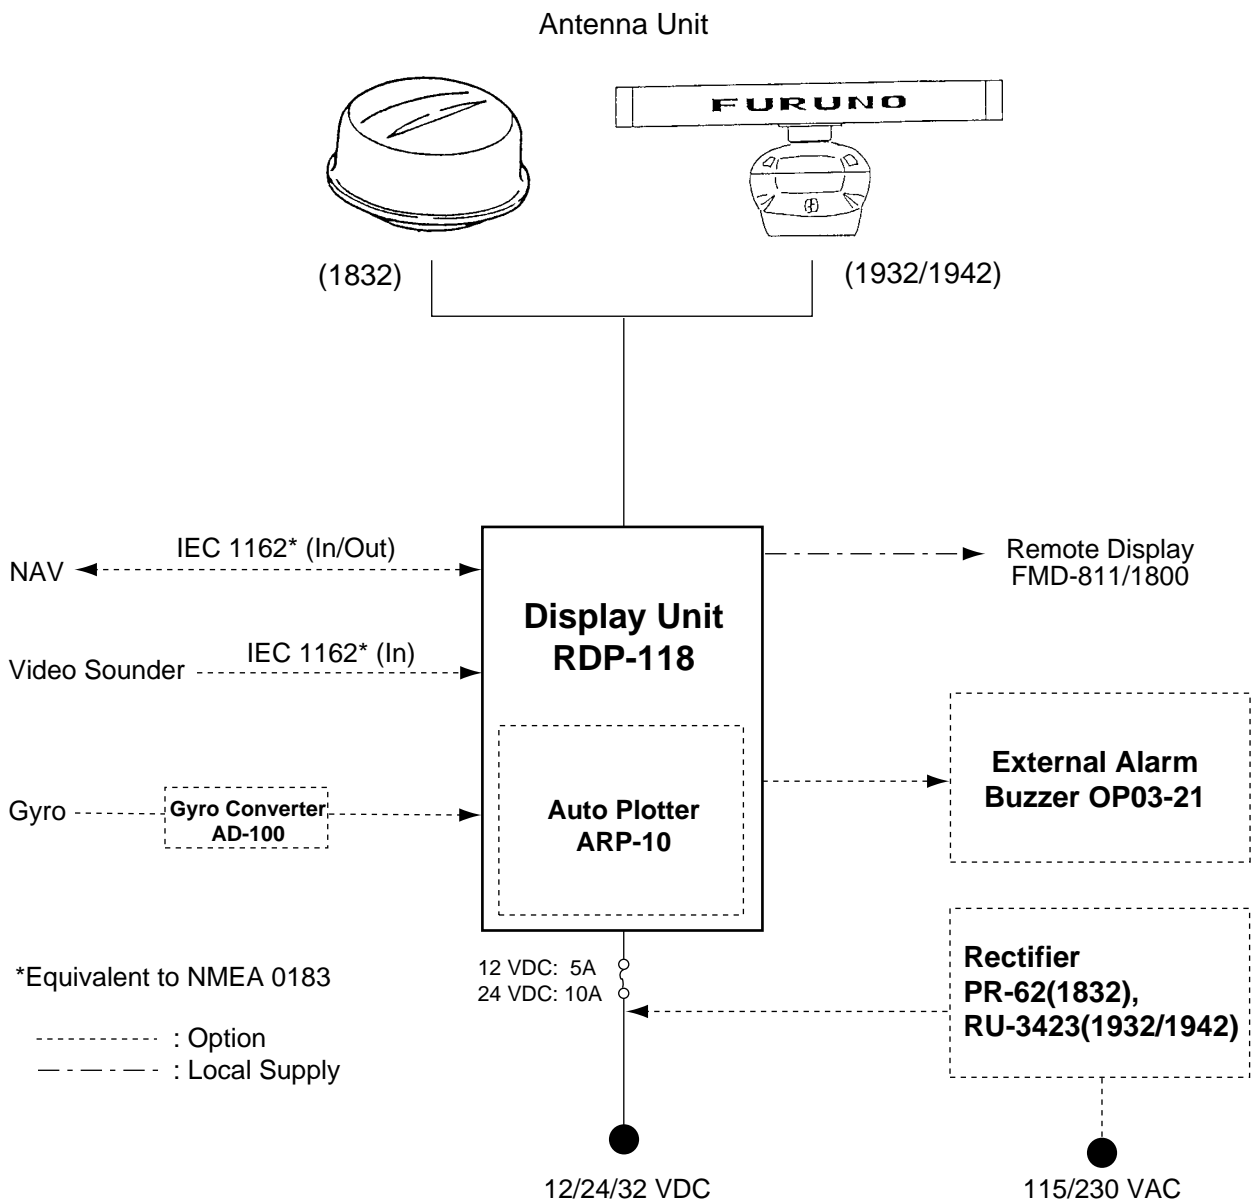 Antenna Unit
FURUNO
(1832)
(1932/1942)
IEC 1162* (In/Out)
NAV
Remote Display
FMD-811/1800
Display Unit
RDP-118
IEC 1162* (In)
Video Sounder
External Alarm
Buzzer OP03-21
Gyro
Gyro Converter
AD-100
Auto Plotter
ARP-10
*Equivalent to NMEA 0183
12 VDC: 5A
24 VDC: 10A
Rectifier
PR-62(1832),
RU-3423(1932/1942)
: Option
: Local Supply
12/24/32 VDC
115/230 VAC